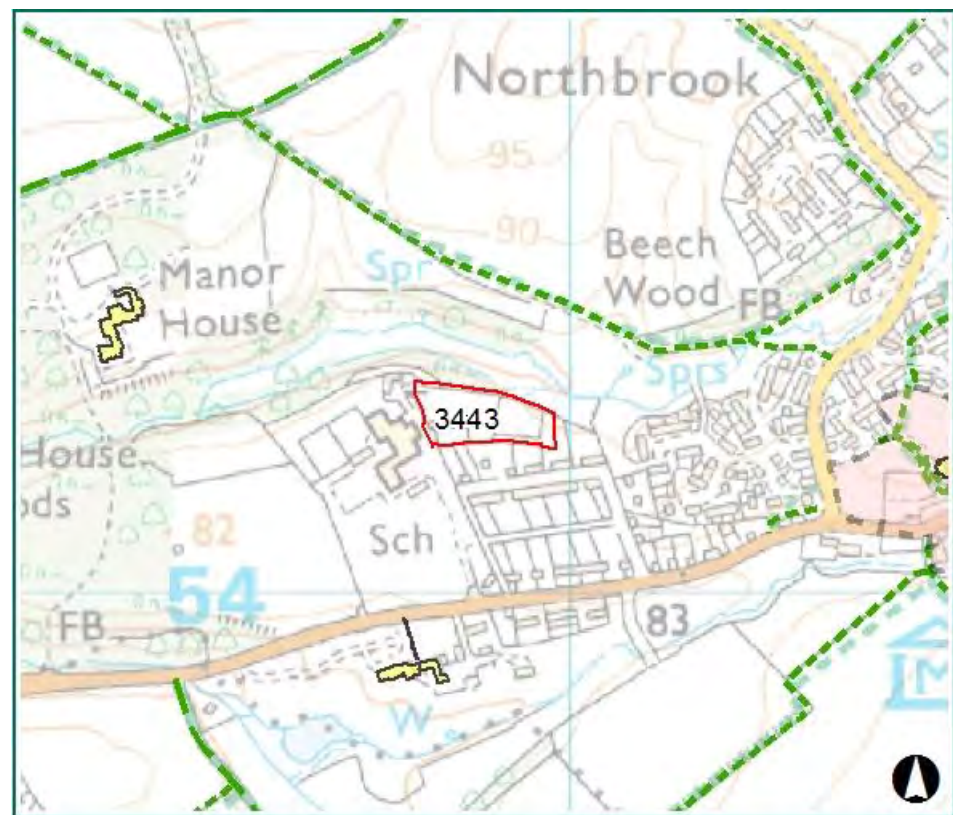 Northbrook
95
90
Beech
Wood
FB
Spr
Manor
House
Sprs
3443
House
ods
82
Sch
54
FB
83
W
M